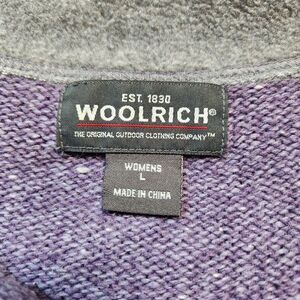 EST. 1830
WOOLRICH®
THE ORIGINAL OUTDOOR CLOTHING COMPANY™
WOMENS
L
MADE IN CHINA